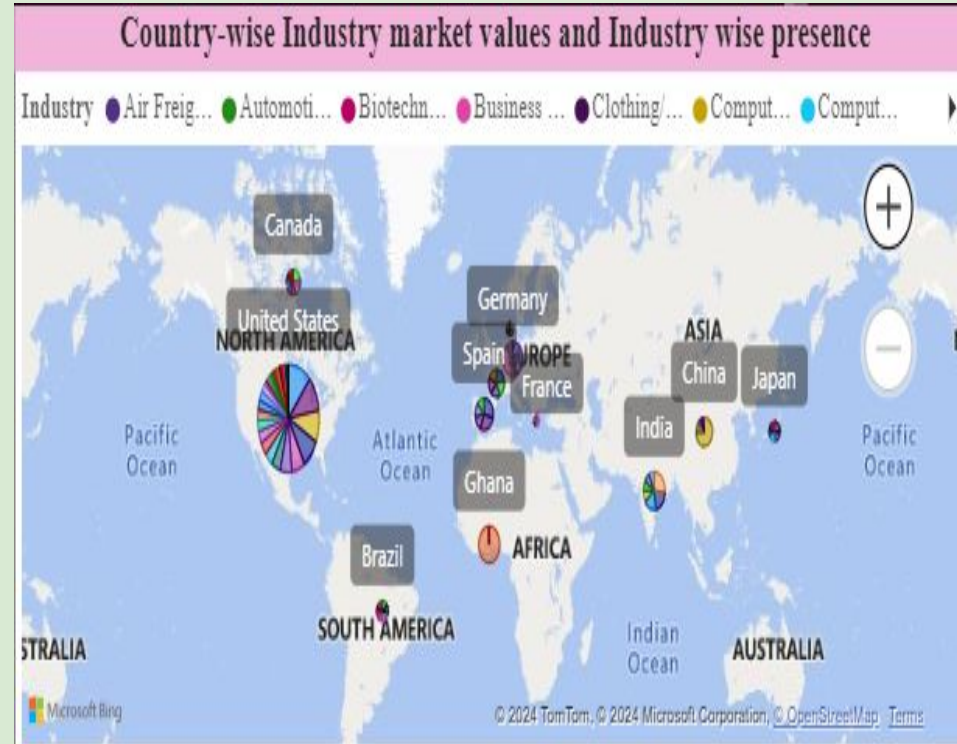 Country-wise Industry market values and Industry wise presence
Industry Air Freig... Automoti... Biotechn... Business ... Clothing/... Comput... Comput...
Canada
United States
NORTH AMERICA
Germany
Spain
UROPE
France
ASIA
China
Japan
India
Pacific
Ocean
Atlantic
Ocean
Pacific
Ocean
Ghana
AFRICA
Brazil
SOUTH AMERICA
Indian
Ocean
STRALIA
AUSTRALIA
Microsoft Bing
© 2024 TomTom, © 2024 Microsoft Corporation, © OpenStreetMap Terms